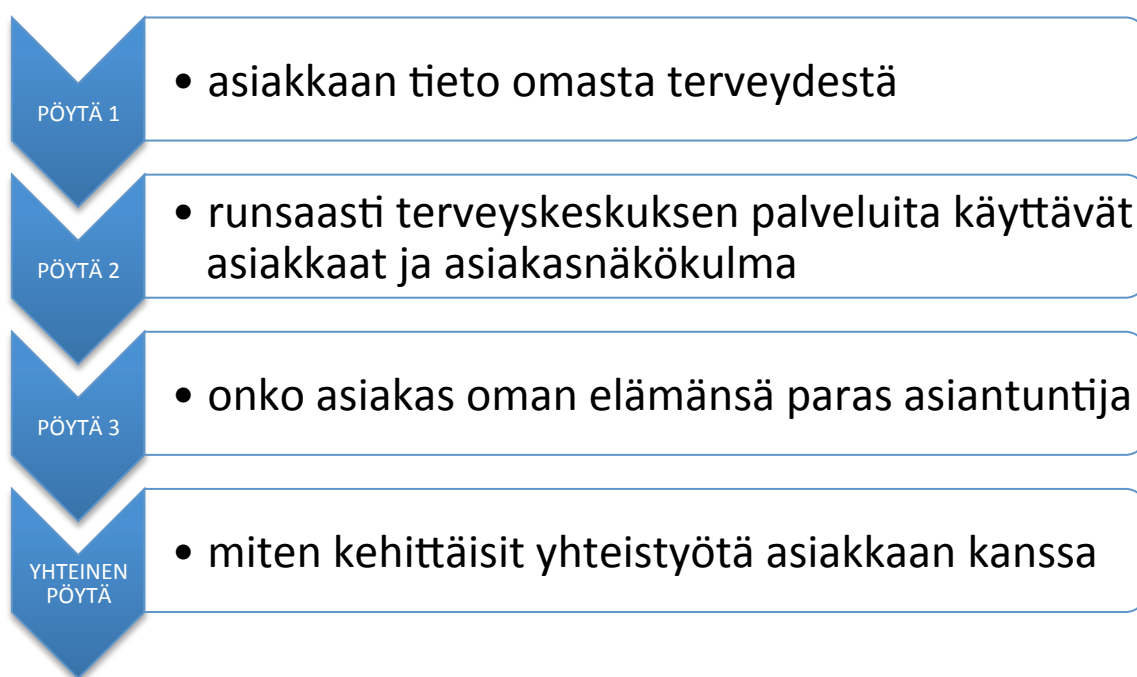 PÖYTÄ 1
• asiakkaan tieto omasta terveydestä
PÖYTÄ 2
• runsaasti terveyskeskuksen palveluita käyttävät
asiakkaat ja asiakasnäkökulma
PÖYTÄ 3
• onko asiakas oman elämänsä paras asiantuntija
YHTEINEN
PÖYTÄ
• miten kehittäisit yhteistyötä asiakkaan kanssa